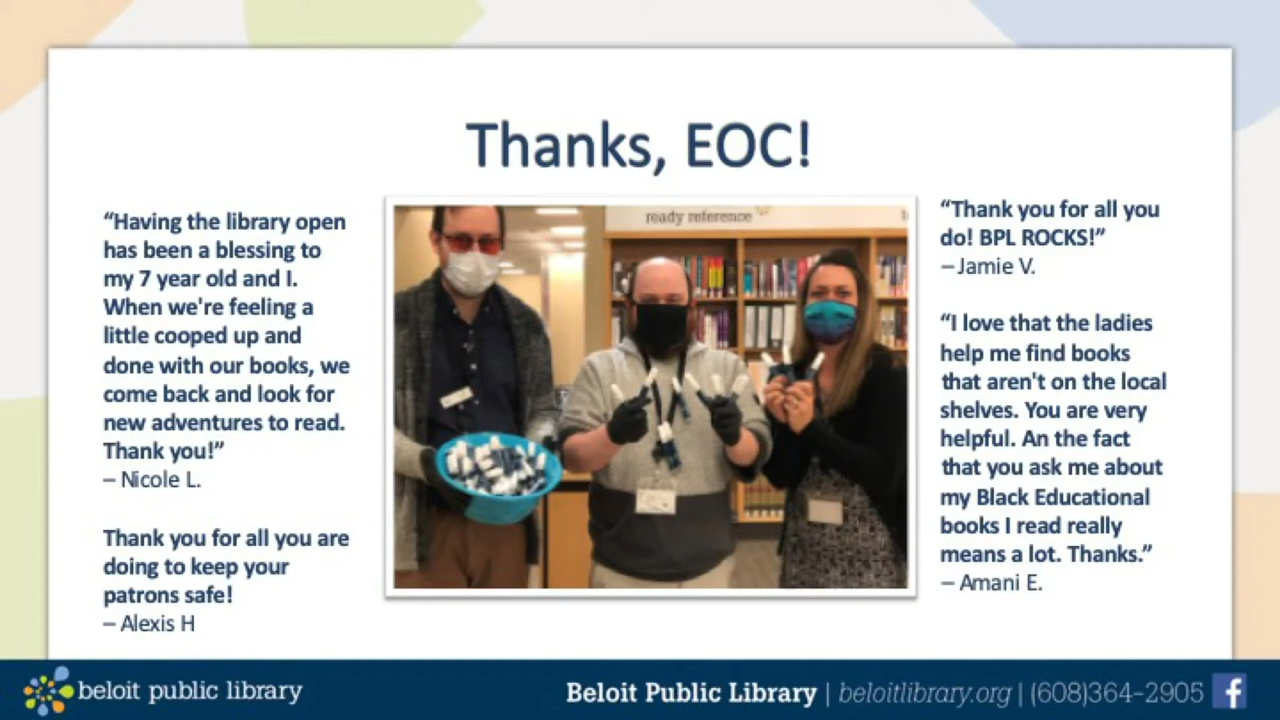 Thanks, EOC!
“Having the library open
has been a blessing to
my 7 year old and I.
When we're feeling a
little cooped up and
done with our books, we
come back and look for
new adventures to read.
Thank you!”
– Nicole L.
Thank you for all you are
doing to keep your
patrons safe!
– Alexis H
ready reference
“Thank you for all you
do! BPL ROCKS!”
– Jamie V.
“I love that the ladies
help me find books
that aren't on the local
shelves. You are very
helpful. An the fact
that you ask me about
my Black Educational
books I read really
means a lot. Thanks.”
– Amani E.
beloit public library
Beloit Public Library | beloitlibrary.org | (608)364-2905 f